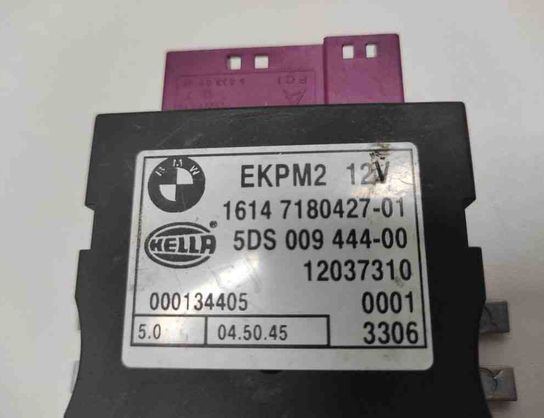 BMW
EKPM2 12V
1614 7180427-01
HELLA
5DS 009 444-00
12037310
000134405 0001
5.0 04.50.45 3306